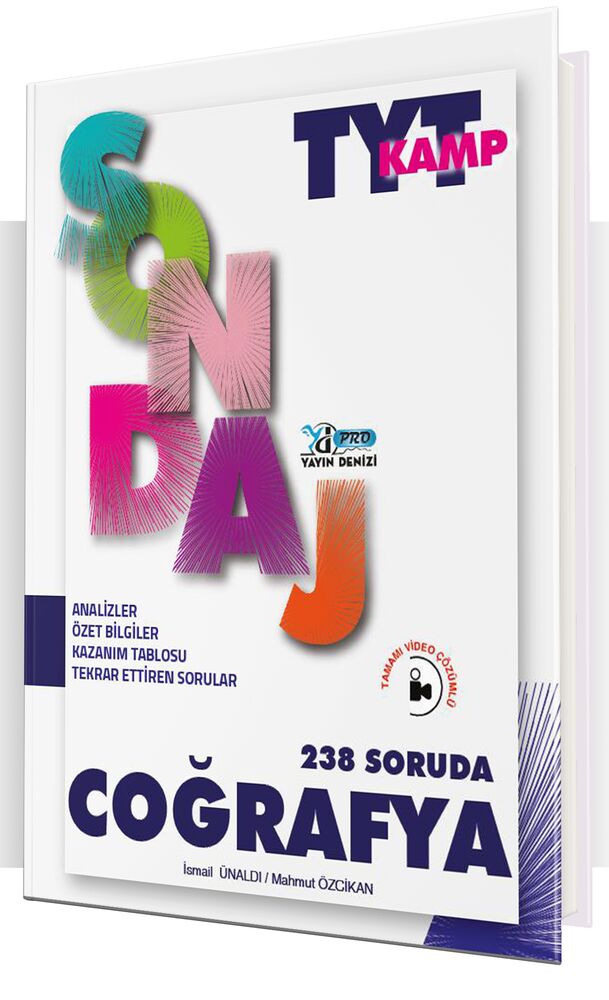 TYT
KAMP
SONDAJ
yd PRO
YAYIN DENİZİ
ANALİZLER
ÖZET BİLGİLER
KAZANIM TABLOSU
TEKRAR ETTİREN SORULAR
TAMAMI VİDEO ÇÖZÜMLÜ
238 SORUDA
COĞRAFYA
İsmail ÜNALDI / Mahmut ÖZCİKAN